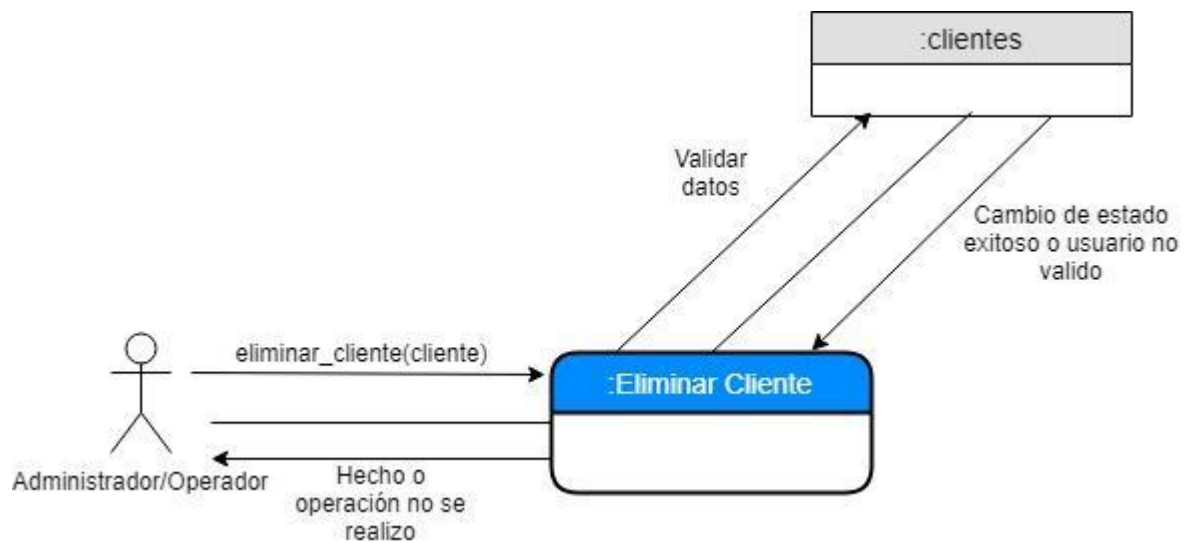 :clientes
Validar
datos
Cambio de estado
exitoso o usuario no
valido
eliminar_cliente(cliente)
:Eliminar Cliente
Administrador/Operador
Hecho o
operación no se
realizo